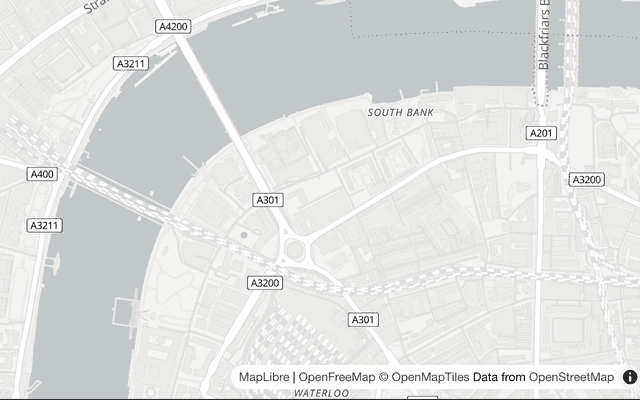 Stra
A4200
A3211
Blackfriars B
SOUTH BANK
A201
A400
A3200
A301
A3211
A3200
A301
MapLibre | OpenFreeMap © OpenMapTiles Data from OpenStreetMap
WATERLOO